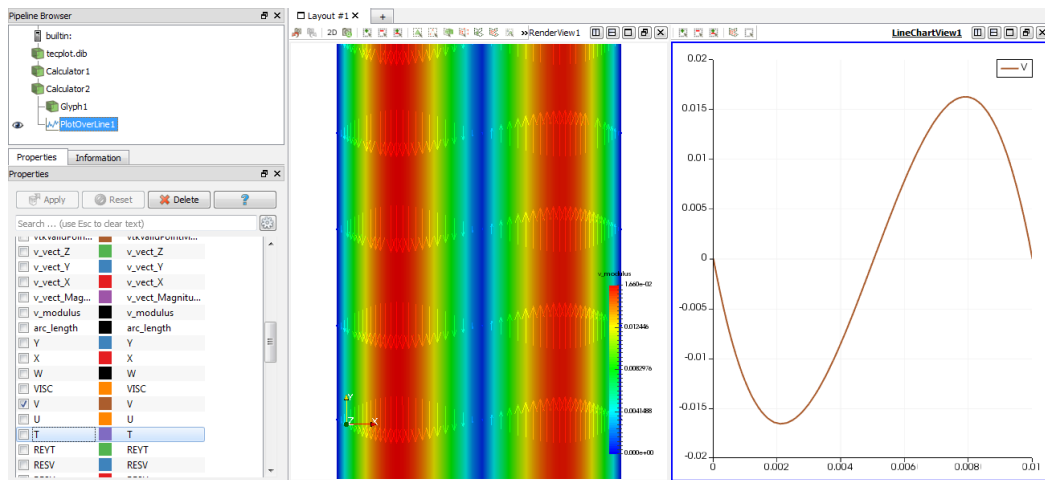 Pipeline Browser
builtin:
tecplot.dib
Calculator1
Calculator2
Glyph1
PlotOverLine1
Properties Information
Properties
Apply Reset Delete ?
Search ... (use Esc to clear text)
v_vect_Z v_vect_Z
v_vect_Y v_vect_Y
v_vect_X v_vect_X
v_vect_Mag... v_vect_Magnitu...
v_modulus v_modulus
arc_length arc_length
Y Y
X X
W W
VISC VISC
V V
U U
T T
REYT REYT
RESV RESV
Layout #1 +
2D » RenderView1
v_modulus
1.660e-02
0.012446
0.0082976
0.0041488
0.000e+00
Y
Z X
LineChartView1
V
0.02
0.015
0.01
0.005
0
-0.005
-0.01
-0.015
-0.02
0 0.002 0.004 0.006 0.008 0.01